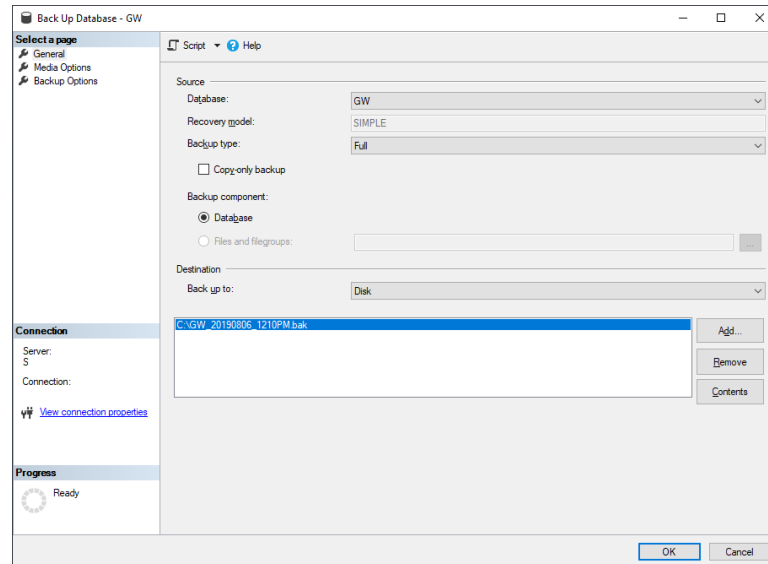 Back Up Database - GW
Select a page
General
Media Options
Backup Options
Script Help
Source
Database: GW
Recovery model: SIMPLE
Backup type: Full
Copy-only backup
Backup component:
Database
Files and filegroups: ...
Destination
Back up to: Disk
C:\GW_20190806_1210PM.bak
Add...
Remove
Contents
Connection
Server:
S
Connection:
View connection properties
Progress
Ready
OK Cancel